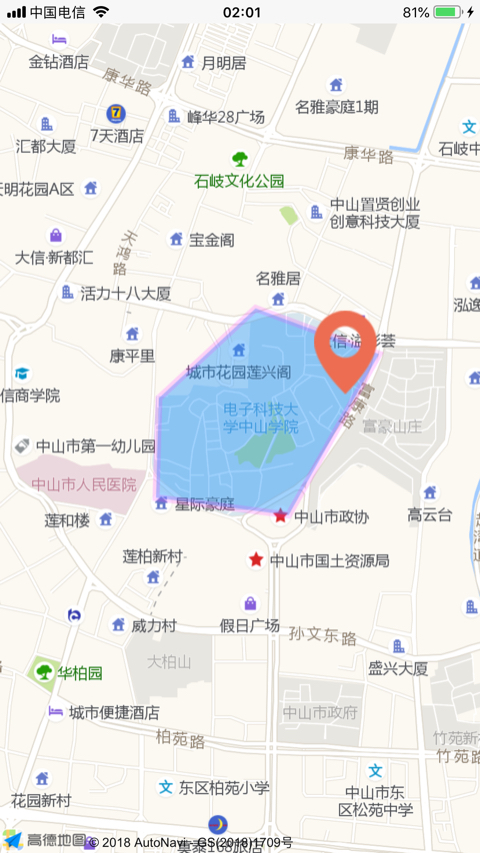 中国电信
02:01
81%
金钻酒店
月明居
康华路
名雅豪庭1期
7天酒店
峰华28广场
汇都大厦
石岐中
康华路
石岐文化公园
天明花园A区
中山置贤创业
创意科技大厦
天鸿路
宝金阁
大信·新都汇
名雅居
活力十八大厦
泓逸
康平里
城市花园莲兴阁
信商学院
富康路
电子科技大
学中山学院
富豪山庄
中山市第一幼儿园
中山市人民医院
星际豪庭
莲和楼
中山市政协
高云台
莲柏新村
中山市国土资源局
威力村
假日广场
孙文东路
大柏山
盛兴大厦
华柏园
城市便捷酒店
中山市政府
柏苑路
竹苑新
竹苑路
东区柏苑小学
花园新村
中山市东
区松苑中学
高德地图
© 2018 AutoNavi - GS(2018)1709号